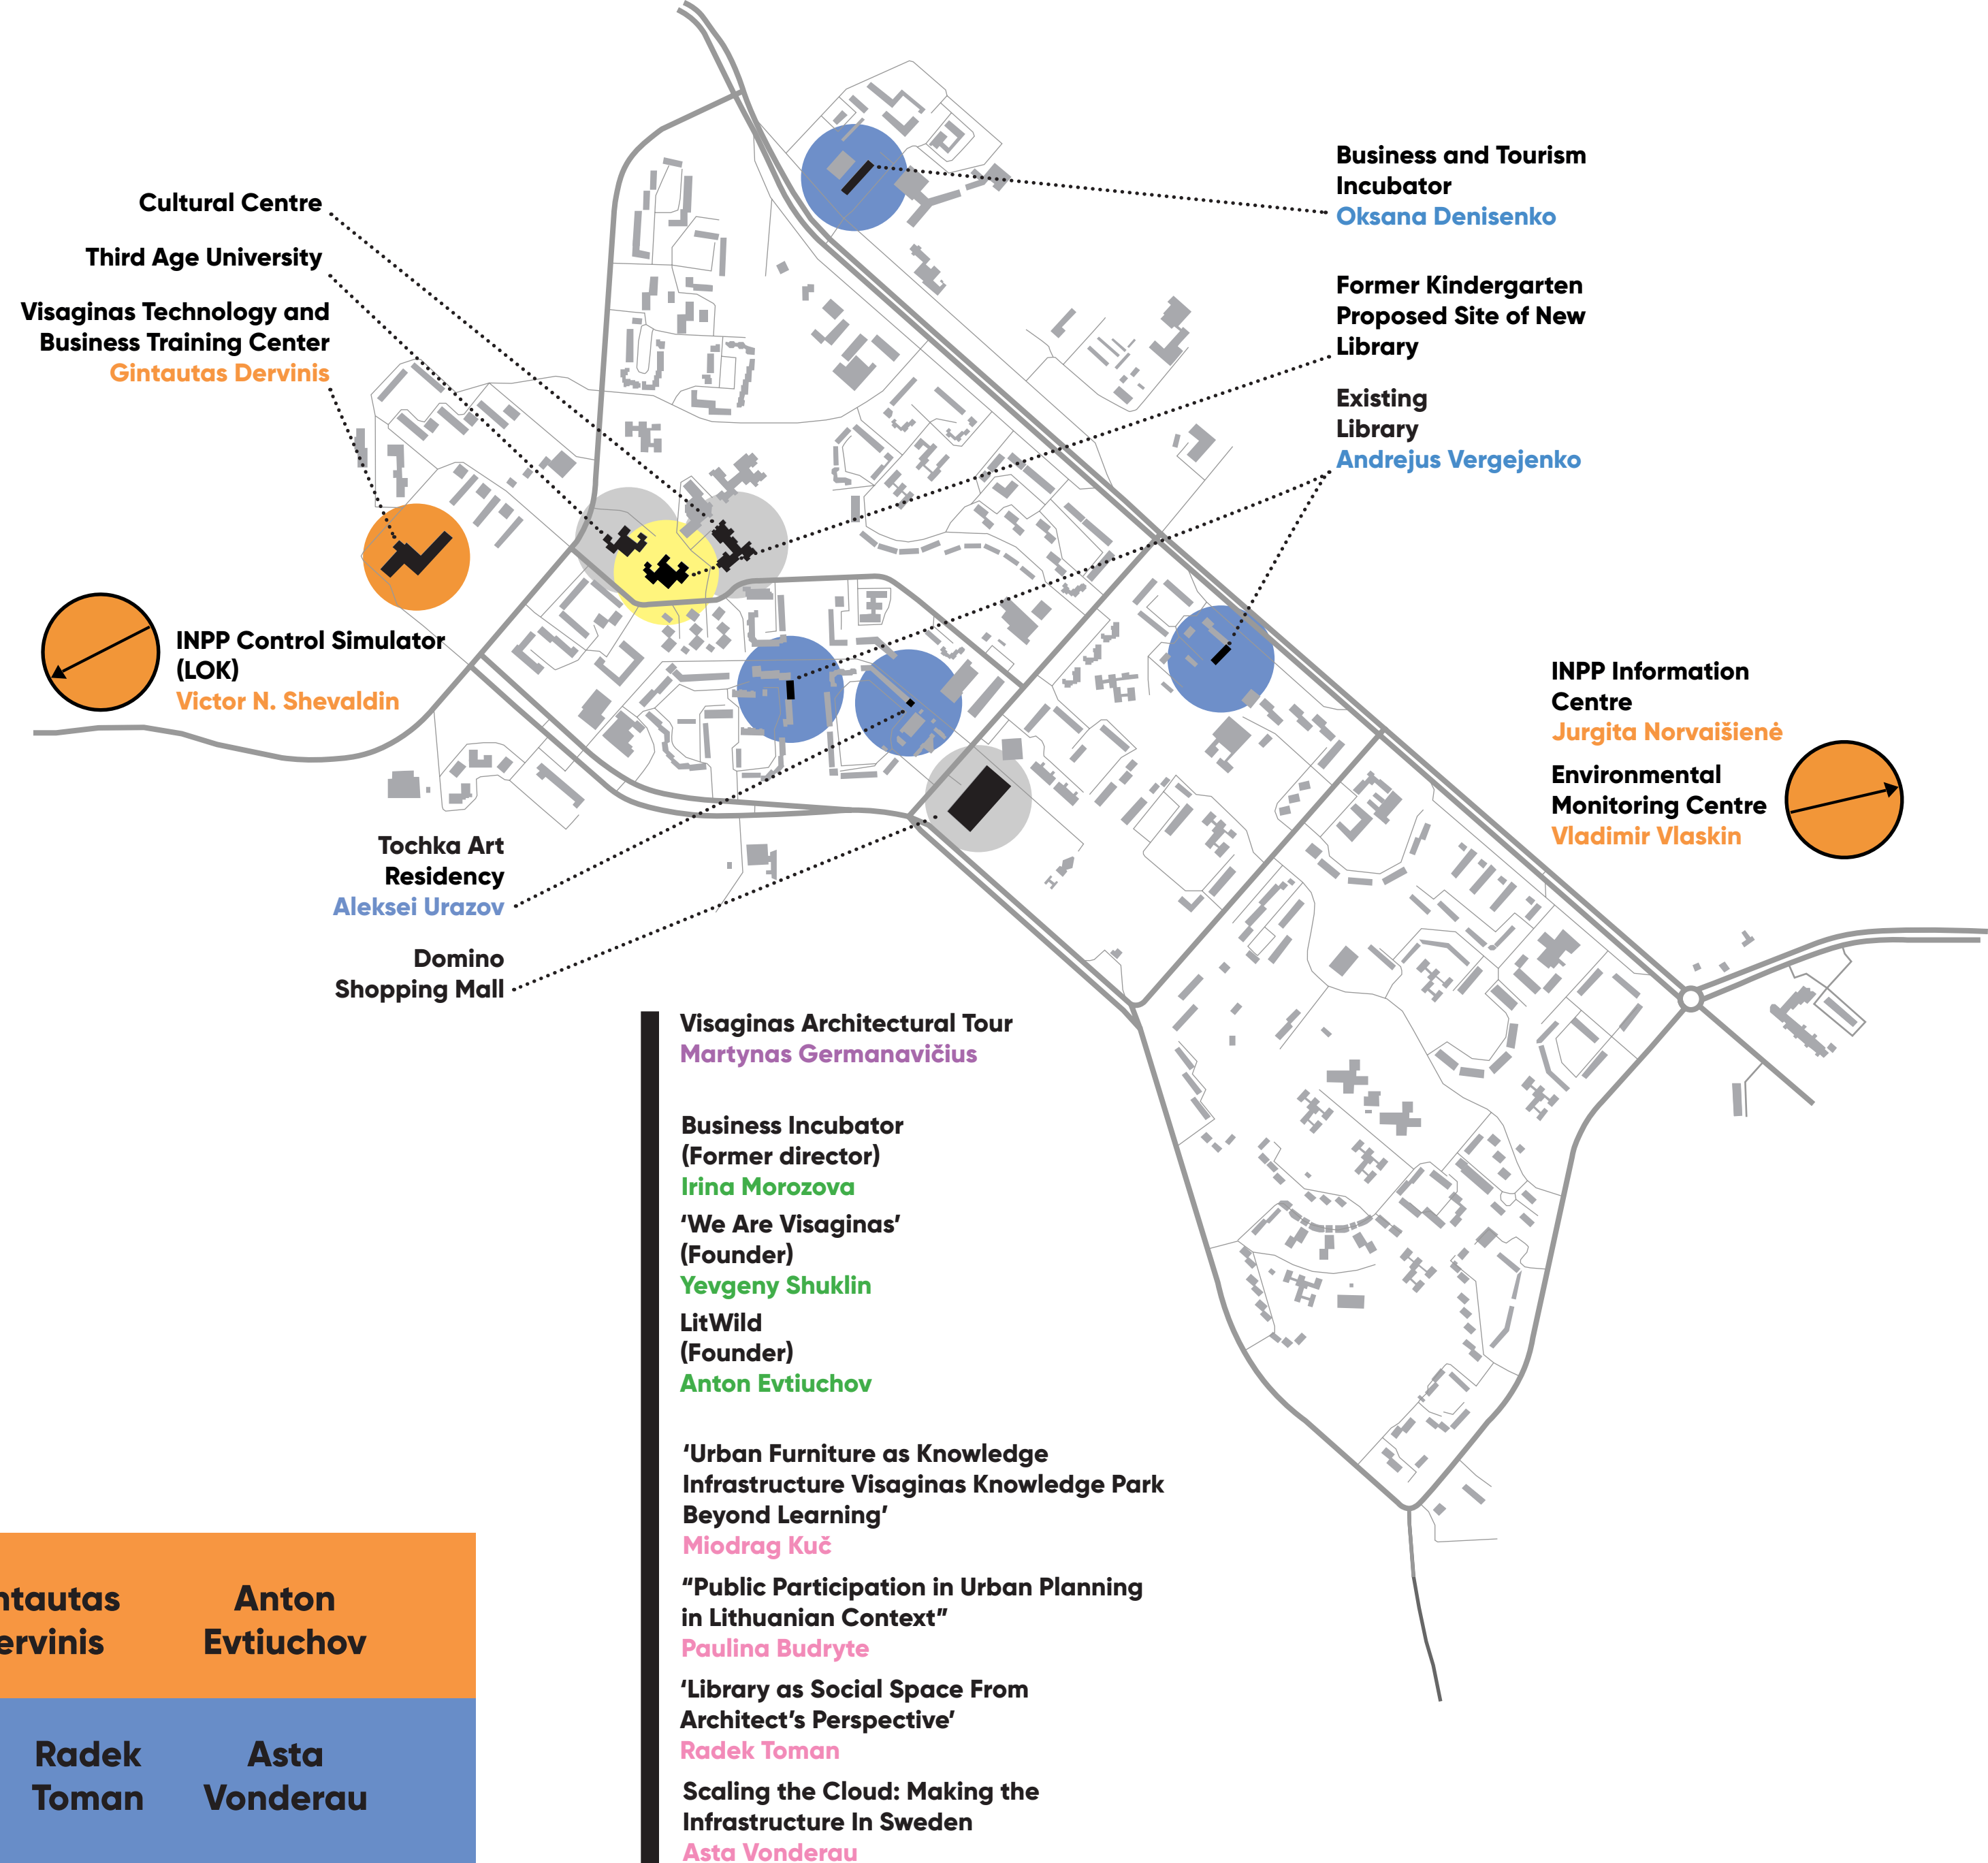 Cultural Centre
Third Age University
Visaginas Technology and
Business Training Center
Gintautas Dervinis
INPP Control Simulator
(LOK)
Victor N. Shevaldin
Business and Tourism
Incubator
Oksana Denisenko
Former Kindergarten
Proposed Site of New
Library
Existing
Library
Andrejus Vergejenko
INPP Information
Centre
Jurgita Norvaišienė
Environmental
Monitoring Centre
Vladimir Vlaskin
Tochka Art
Residency
Aleksei Urazov
Domino
Shopping Mall
Visaginas Architectural Tour
Martynas Germanavičius
Business Incubator
(Former director)
Irina Morozova
‘We Are Visaginas’
(Founder)
Yevgeny Shuklin
LitWild
(Founder)
Anton Evtiuchov
‘Urban Furniture as Knowledge
Infrastructure Visaginas Knowledge Park
Beyond Learning’
Miodrag Kuč
“Public Participation in Urban Planning
in Lithuanian Context”
Paulina Budryte
‘Library as Social Space From
Architect’s Perspective’
Radek Toman
Scaling the Cloud: Making the
Infrastructure In Sweden
Asta Vonderau
ntautas
ervinis
Anton
Evtiuchov
Radek
Toman
Asta
Vonderau